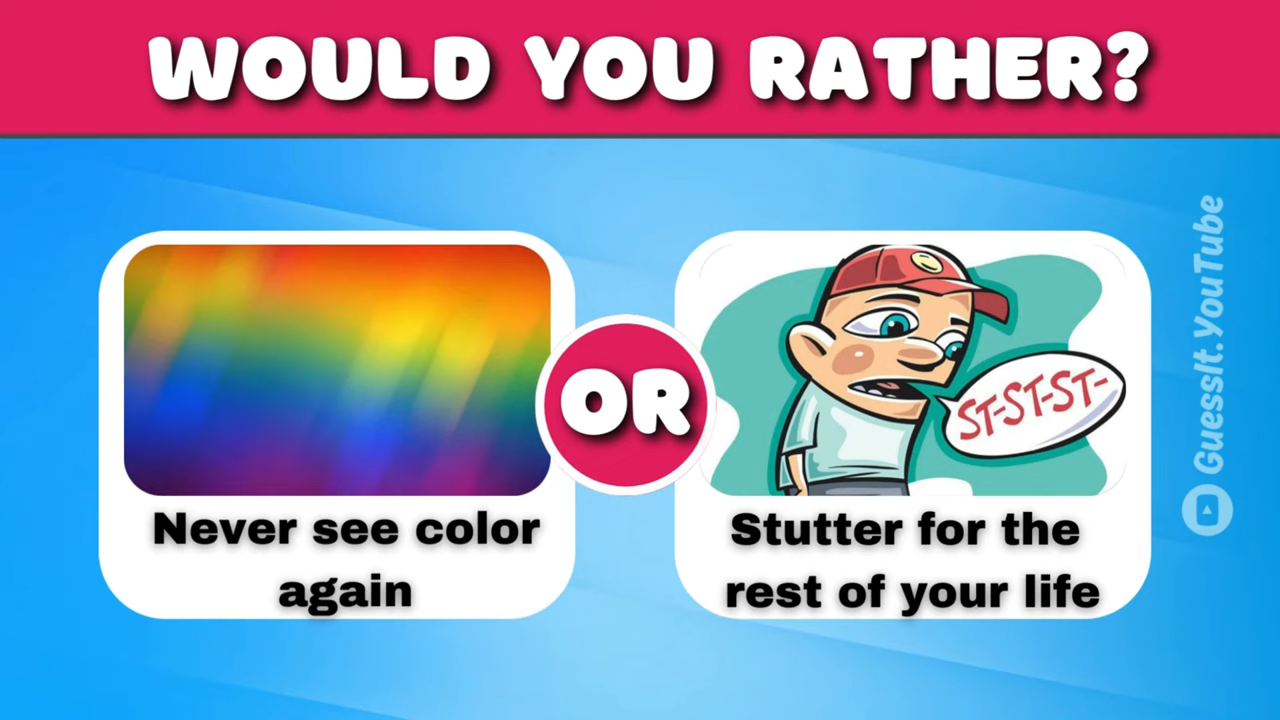 WOULD YOU RATHER?
Never see color
again
OR
ST-ST-ST-
Stutter for the
rest of your life
GuessIt.YouTube